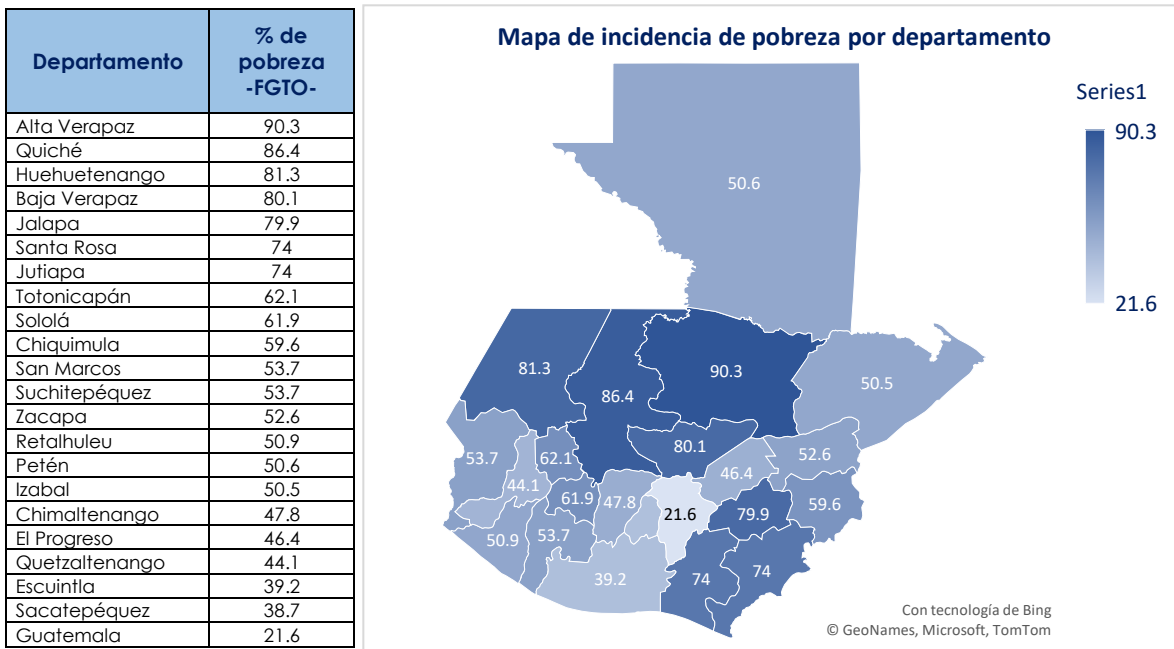 Departamento
% de
pobreza
-FGTO-
Alta Verapaz 90.3
Quiché 86.4
Huehuetenango 81.3
Baja Verapaz 80.1
Jalapa 79.9
Santa Rosa 74
Jutiapa 74
Totonicapán 62.1
Sololá 61.9
Chiquimula 59.6
San Marcos 53.7
Suchitepéquez 53.7
Zacapa 52.6
Retalhuleu 50.9
Petén 50.6
Izabal 50.5
Chimaltenango 47.8
El Progreso 46.4
Quetzaltenango 44.1
Escuintla 39.2
Sacatepéquez 38.7
Guatemala 21.6
Mapa de incidencia de pobreza por departamento
Series1
90.3
21.6
50.6
81.3
86.4
90.3
50.5
80.1
53.7
62.1
46.4
52.6
44.1
61.9
47.8
21.6
79.9
59.6
50.9
53.7
39.2
74
74
Con tecnología de Bing
© GeoNames, Microsoft, TomTom